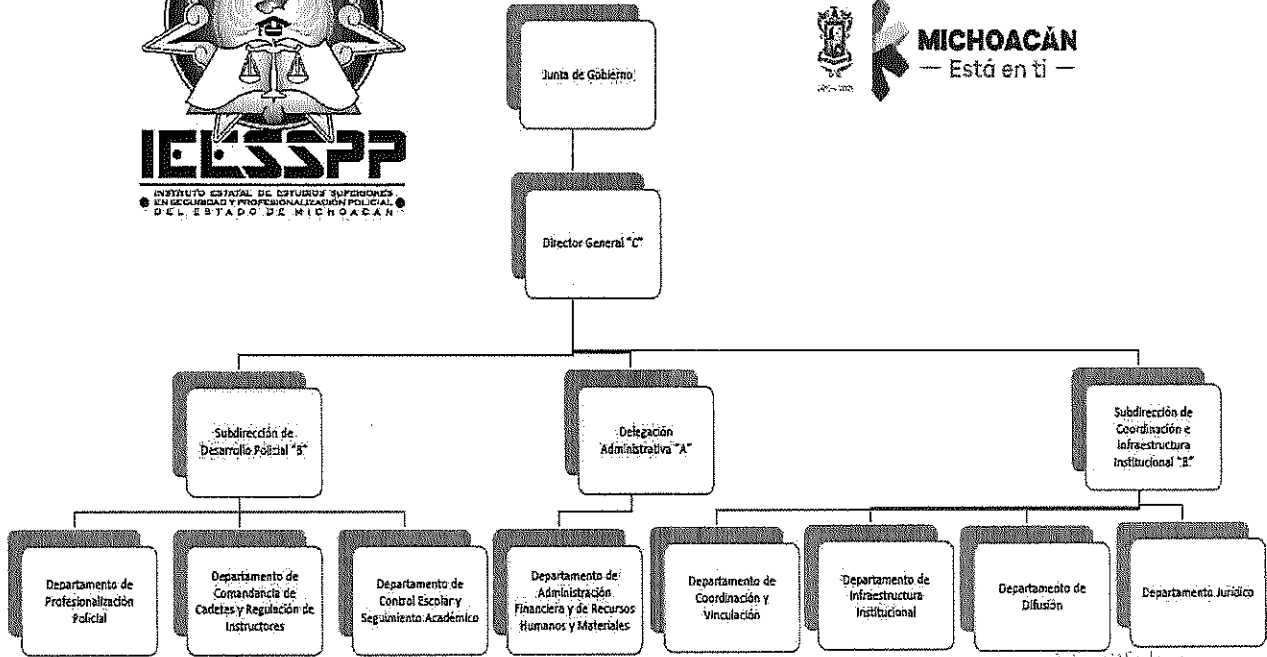 IEESSPP
INSTITUTO ESTATAL DE ESTUDIOS SUPERIORES
EN SEGURIDAD Y PROFESIONALIZACIÓN POLICIAL
DEL ESTADO DE MICHOACÁN
MICHOACÁN
— Está en ti —
Junta de Gobierno
Director General "C"
Subdirección de
Desarrollo Policial "B"
Delegación
Administrativa "A"
Subdirección de
Coordinación e
Infraestructura
Institucional "B"
Departamento de
Profesionalización
Policial
Departamento de
Comandancia de
Cadetes y Regulación de
Instructores
Departamento de
Control Escolar y
Seguimiento Académico
Departamento de
Administración
Financiera y de Recursos
Humanos y Materiales
Departamento de
Coordinación y
Vinculación
Departamento de
Infraestructura
Institucional
Departamento de
Difusión
Departamento Jurídico